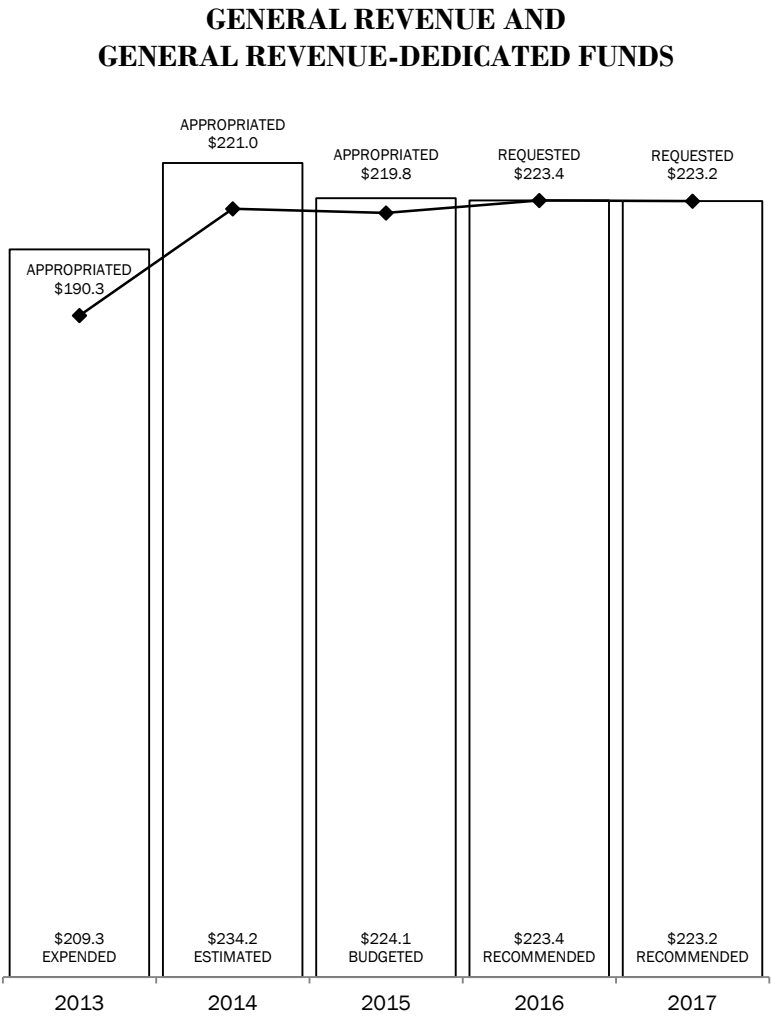 GENERAL REVENUE AND
GENERAL REVENUE-DEDICATED FUNDS
APPROPRIATED
$190.3
APPROPRIATED
$221.0
APPROPRIATED
$219.8
REQUESTED
$223.4
REQUESTED
$223.2
$209.3
EXPENDED
$234.2
ESTIMATED
$224.1
BUDGETED
$223.4
RECOMMENDED
$223.2
RECOMMENDED
2013
2014
2015
2016
2017